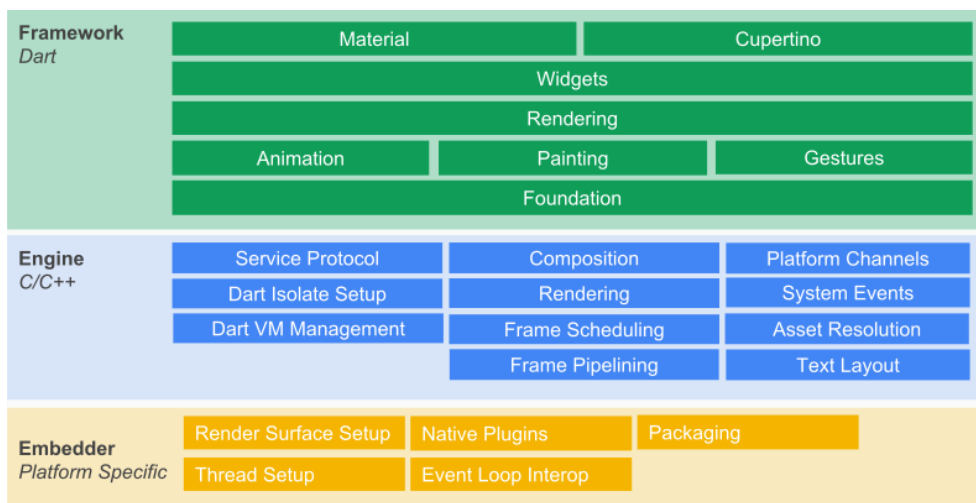 Framework
Dart
Material
Cupertino
Widgets
Rendering
Animation
Painting
Gestures
Foundation
Engine
C/C++
Service Protocol
Composition
Platform Channels
Dart Isolate Setup
Rendering
System Events
Dart VM Management
Frame Scheduling
Asset Resolution
Frame Pipelining
Text Layout
Embedder
Platform Specific
Render Surface Setup
Native Plugins
Packaging
Thread Setup
Event Loop Interop